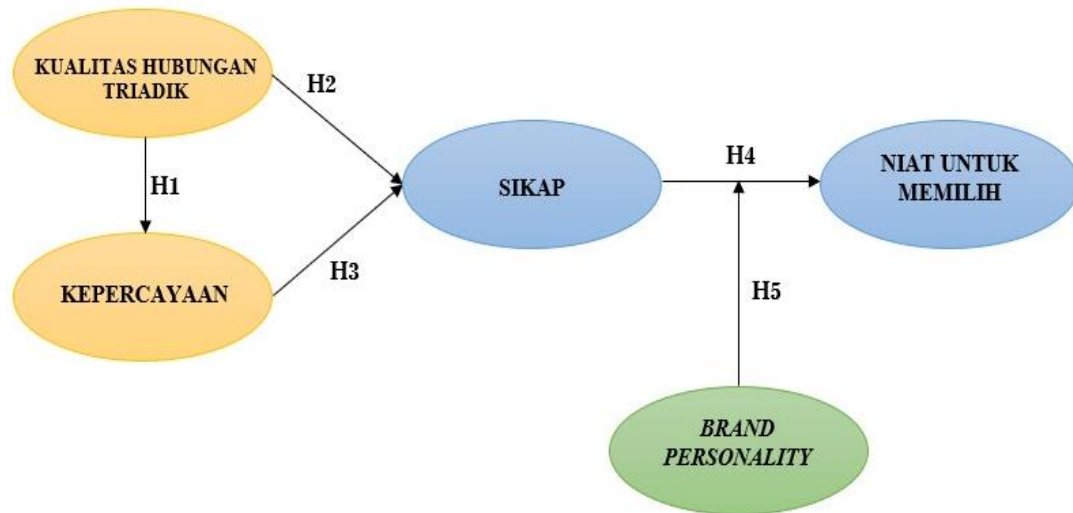 KUALITAS HUBUNGAN
TRIADIK
H2
H1
KEPERCAYAAN
H3
SIKAP
H4
NIAT UNTUK
MEMILIH
H5
BRAND
PERSONALITY